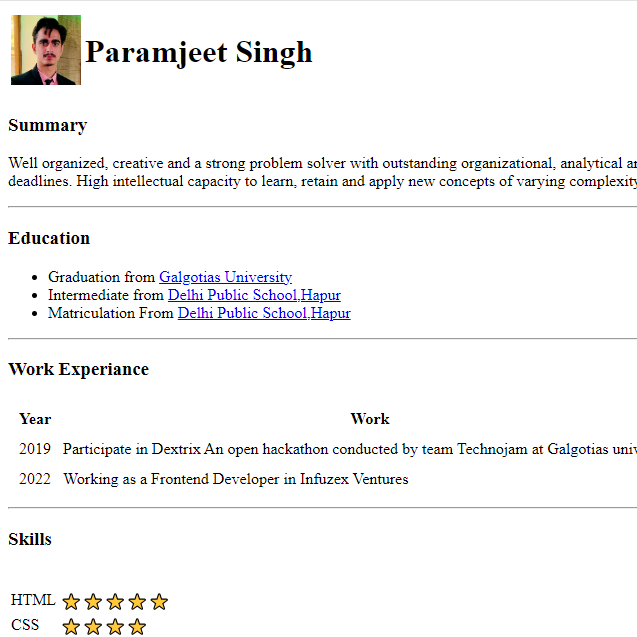 Paramjeet Singh
Summary
Well organized, creative and a strong problem solver with outstanding organizational, analytical
deadlines. High intellectual capacity to learn, retain and apply new concepts of varying complexity
Education
Graduation from Galgotias University
Intermediate from Delhi Public School,Hapur
Matriculation From Delhi Public School,Hapur
Work Experiance
Year Work
2019 Participate in Dextrix An open hackathon conducted by team Technojam at Galgotias
2022 Working as a Frontend Developer in Infuzex Ventures
Skills
HTML
CSS